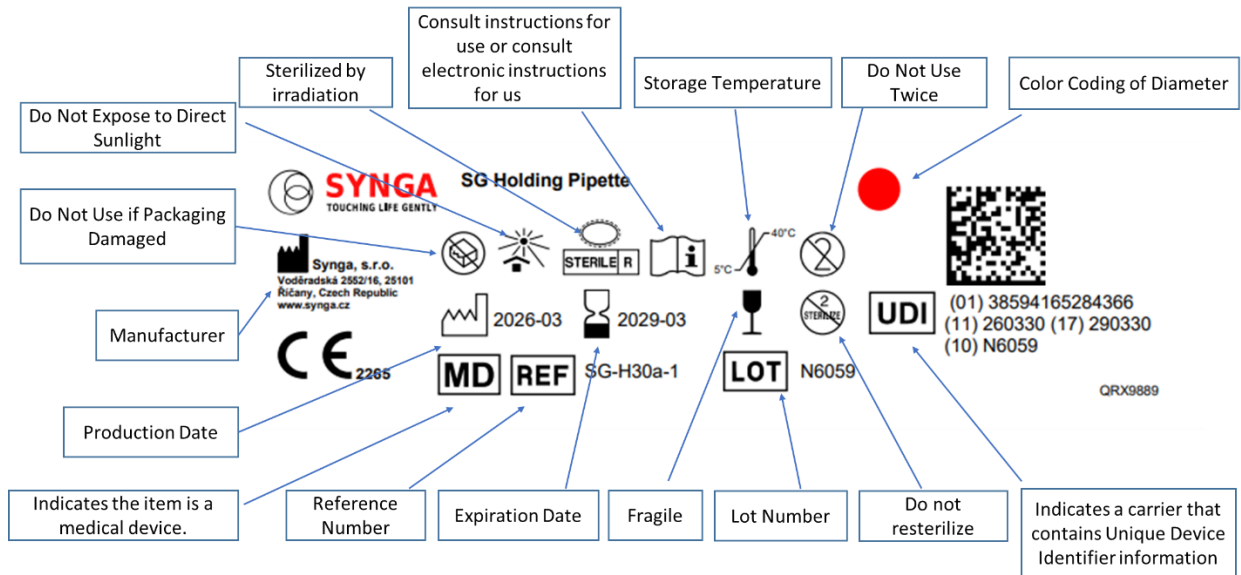 Consult instructions for
use or consult
electronic instructions
for us
Sterilized by
irradiation
Storage Temperature
Do Not Use
Twice
Color Coding of Diameter
Do Not Expose to Direct
Sunlight
SYNGA
TOUCHING LIFE GENTLY
SG Holding Pipette
Do Not Use if Packaging
Damaged
STERILE R
i
5°C
40°C
2
Synga, s.r.o.
Voděradská 2552/16, 25101
Říčany, Czech Republic
www.synga.cz
Manufacturer
2026-03
2029-03
2
STERILIZE
UDI
(01) 38594165284366
(11) 260330 (17) 290330
(10) N6059
CE 2265
MD
REF
SG-H30a-1
LOT
N6059
QRX9889
Production Date
Indicates the item is a
medical device.
Reference
Number
Expiration Date
Fragile
Lot Number
Do not
resterilize
Indicates a carrier that
contains Unique Device
Identifier information